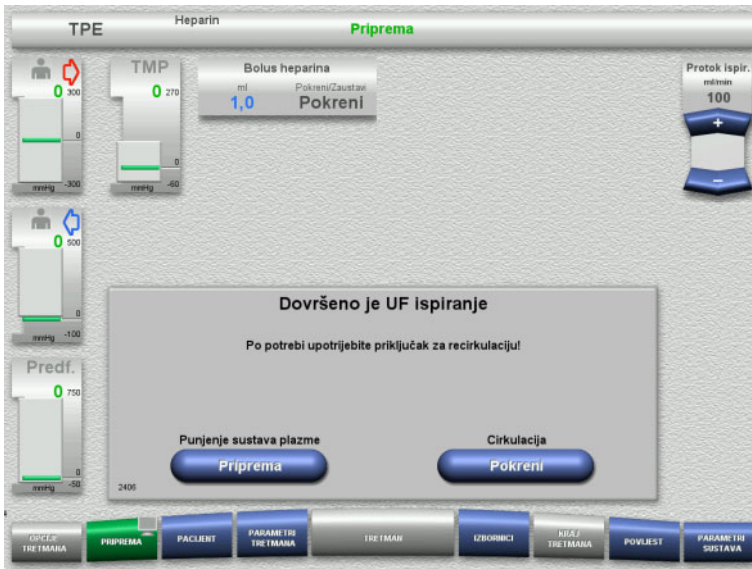 TPE
Heparin
Priprema
0 300
0
mmHg -300
TMP
0 270
0
mmHg -60
Bolus heparina
ml Pokreni/Zaustavi
1,0 Pokreni
Protok ispir.
ml/min
100
+
–
0 500
0
mmHg -100
Predf.
0 750
0
mmHg -50
Dovršeno je UF ispiranje
Po potrebi upotrijebite priključak za recirkulaciju!
Punjenje sustava plazme Cirkulacija
Priprema Pokreni
2406
OPCIJE TRETMANA
PRIPREMA
PACIJENT
PARAMETRI TRETMANA
TRETMAN
IZBORNICI
KRAJ TRETMANA
POVIJEST
PARAMETRI SUSTAVA